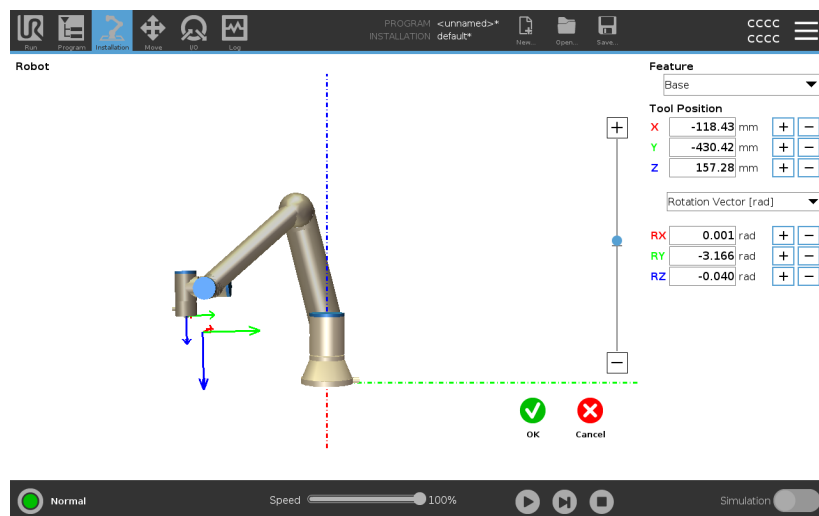 PROGRAM <unnamed>*
INSTALLATION default*
CCCC
CCCC
Run Program Installation Move I/O Log New... Open... Save...
Robot
Feature
Base
Tool Position
X -118.43 mm + −
Y -430.42 mm + −
Z 157.28 mm + −
Rotation Vector [rad]
RX 0.001 rad + −
RY -3.166 rad + −
RZ -0.040 rad + −
+
−
OK Cancel
Normal Speed 100% Simulation